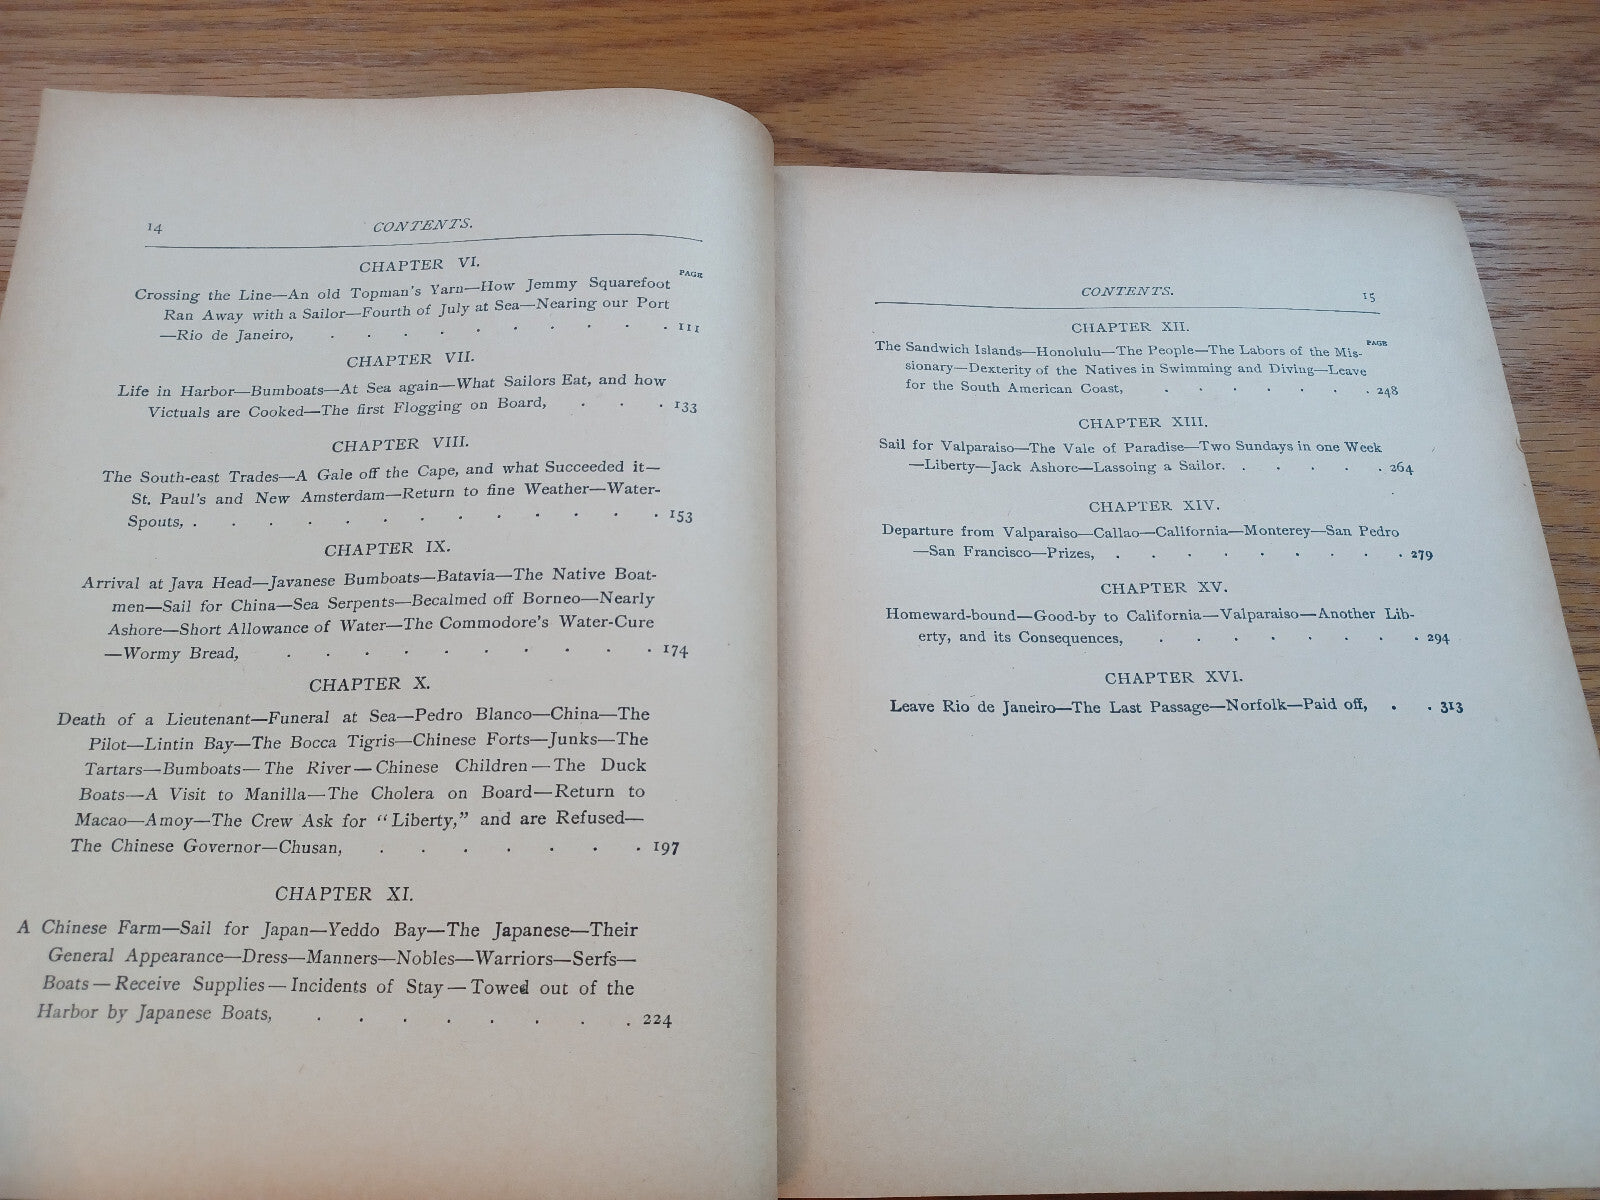 14 CONTENTS.
CHAPTER VI.
PAGE
Crossing the Line—An old Topman's Yarn—How Jemmy Squarefoot
Ran Away with a Sailor—Fourth of July at Sea—Nearing our Port
—Rio de Janeiro, . . . . . . . . 111
CHAPTER VII.
Life in Harbor—Bumboats—At Sea again—What Sailors Eat, and how
Victuals are Cooked—The first Flogging on Board, . . . 133
CHAPTER VIII.
The South-east Trades—A Gale off the Cape, and what Succeeded it—
St. Paul's and New Amsterdam—Return to fine Weather—Water-
Spouts, . . . . . . . . . . . . . 153
CHAPTER IX.
Arrival at Java Head—Javanese Bumboats—Batavia—The Native Boat-
men—Sail for China—Sea Serpents—Becalmed off Borneo—Nearly
Ashore—Short Allowance of Water—The Commodore's Water-Cure
—Wormy Bread, . . . . . . . . . . 174
CHAPTER X.
Death of a Lieutenant—Funeral at Sea—Pedro Blanco—China—The
Pilot—Lintin Bay—The Bocca Tigris—Chinese Forts—Junks—The
Tartars—Bumboats—The River—Chinese Children—The Duck
Boats—A Visit to Manilla—The Cholera on Board—Return to
Macao—Amoy—The Crew Ask for "Liberty," and are Refused—
The Chinese Governor—Chusan, . . . . . . . 197
CHAPTER XI.
A Chinese Farm—Sail for Japan—Yeddo Bay—The Japanese—Their
General Appearance—Dress—Manners—Nobles—Warriors—Serfs—
Boats—Receive Supplies—Incidents of Stay—Towed out of the
Harbor by Japanese Boats, . . . . . . . . 224
CONTENTS. 15
CHAPTER XII.
PAGE
The Sandwich Islands—Honolulu—The People—The Labors of the Mis-
sionary—Dexterity of the Natives in Swimming and Diving—Leave
for the South American Coast, . . . . . . 248
CHAPTER XIII.
Sail for Valparaiso—The Vale of Paradise—Two Sundays in one Week
—Liberty—Jack Ashore—Lassoing a Sailor. . . . . . 264
CHAPTER XIV.
Departure from Valparaiso—Callao—California—Monterey—San Pedro
—San Francisco—Prizes, . . . . . . . . . 279
CHAPTER XV.
Homeward-bound—Good-by to California—Valparaiso—Another Lib-
erty, and its Consequences, . . . . . . . . 294
CHAPTER XVI.
Leave Rio de Janeiro—The Last Passage—Norfolk—Paid off, . . 313